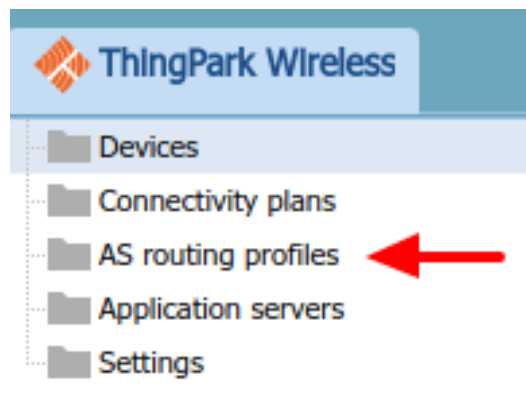 ThingPark Wireless
Devices
Connectivity plans
AS routing profiles
Application servers
Settings